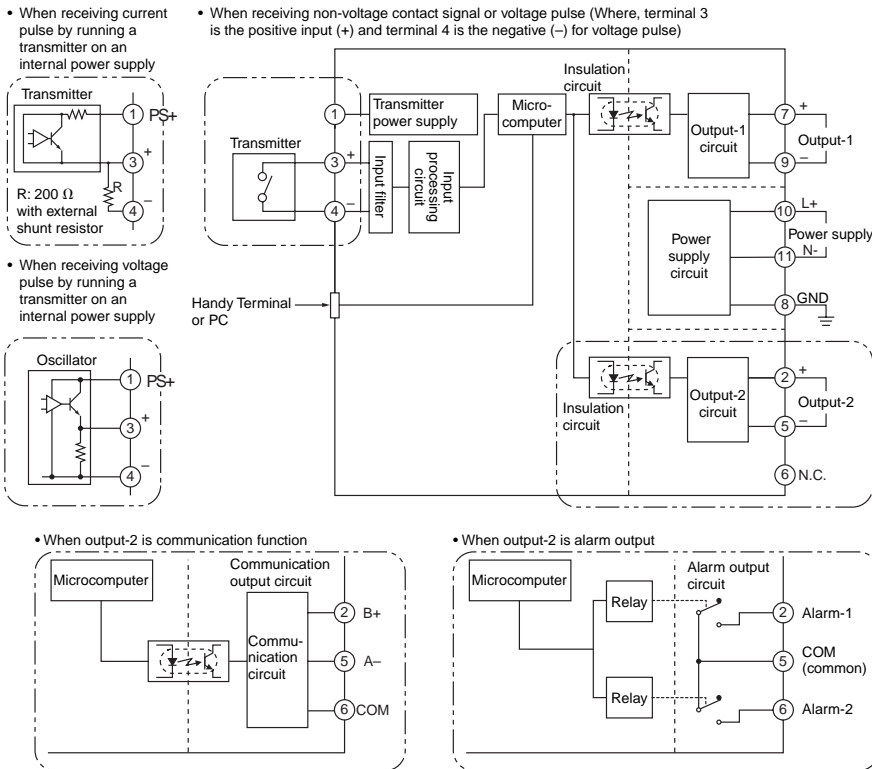 • When receiving current
pulse by running a
transmitter on an
internal power supply
Transmitter
1
PS+
3
+
R
4
–
R: 200 Ω
with external
shunt resistor
• When receiving voltage
pulse by running a
transmitter on an
internal power supply
Oscillator
1
PS+
3
+
4
–
• When receiving non-voltage contact signal or voltage pulse (Where, terminal 3
is the positive input (+) and terminal 4 is the negative (–) for voltage pulse)
Transmitter
1
3
+
4
–
Transmitter
power supply
Input filter
Input
processing
circuit
Micro-
computer
Insulation
circuit
Output-1
circuit
7
+
Output-1
9
–
Power
supply
circuit
10
L+
Power supply
11
N-
8
GND
Handy Terminal
or PC
Insulation
circuit
Output-2
circuit
2
+
Output-2
5
–
6
N.C.
• When output-2 is communication function
Microcomputer
Communication
output circuit
Commu-
nication
circuit
2
B+
5
A–
6
COM
• When output-2 is alarm output
Microcomputer
Relay
Relay
Alarm output
circuit
2
Alarm-1
5
COM
(common)
6
Alarm-2